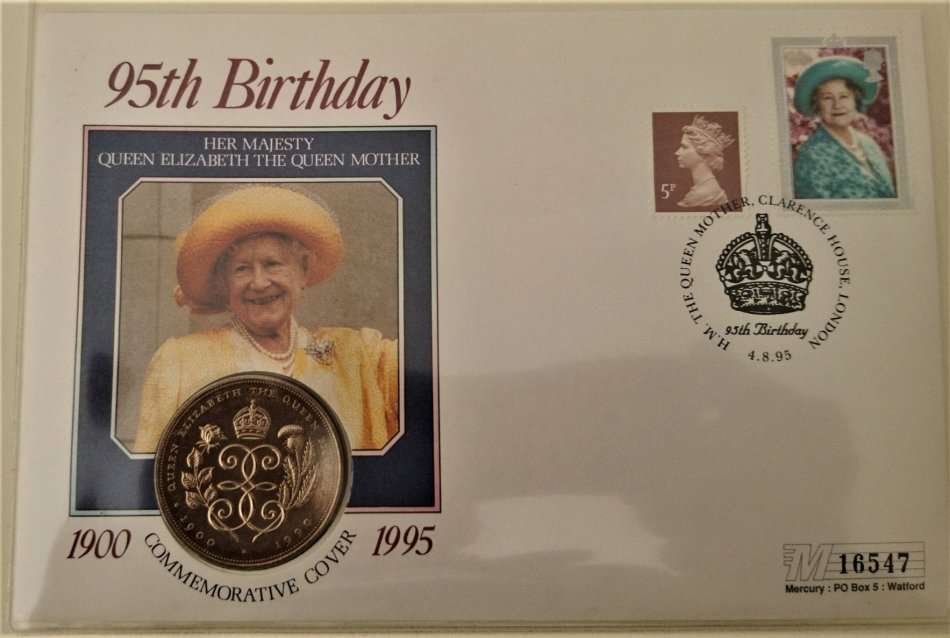 95th Birthday
HER MAJESTY
QUEEN ELIZABETH THE QUEEN MOTHER
5P
H.M. THE QUEEN MOTHER, CLARENCE HOUSE, LONDON
95th Birthday
4.8.95
QUEEN ELIZABETH THE QUEEN
1900 1990
1900 COMMEMORATIVE COVER 1995
M 16547
Mercury : PO Box 5 : Watford